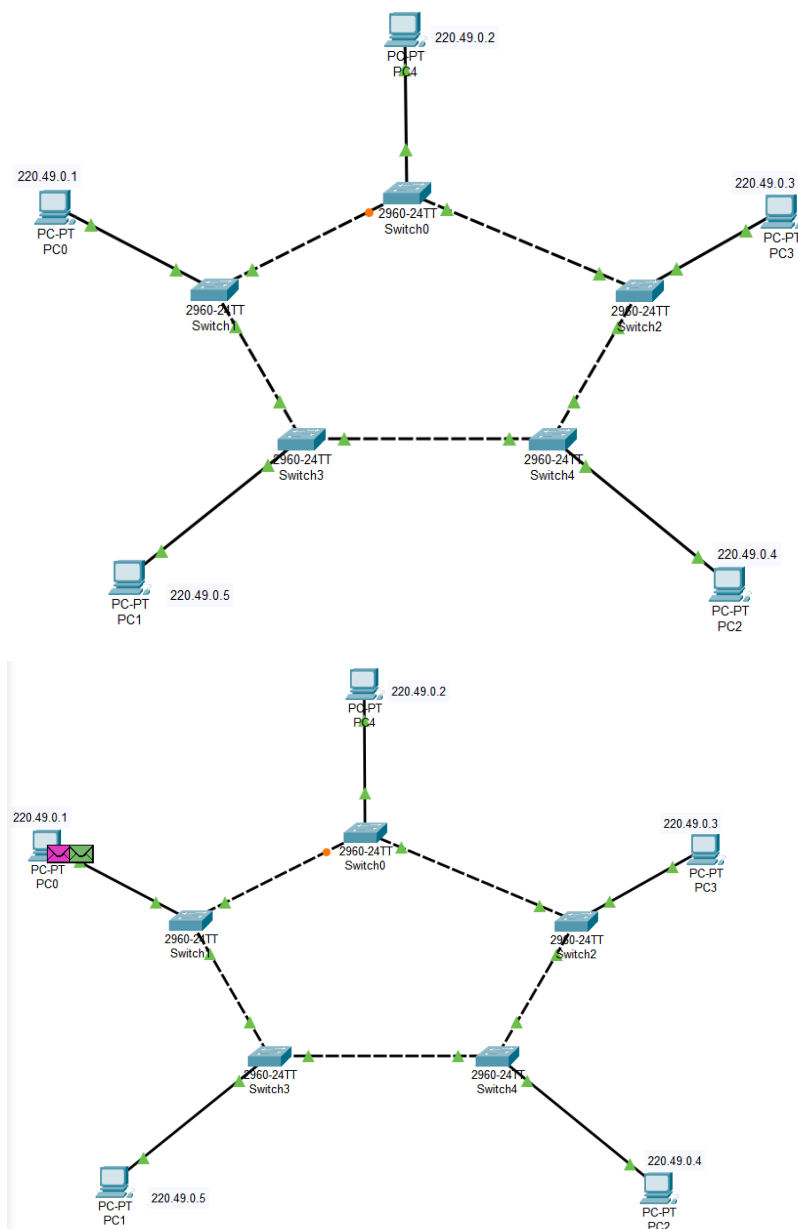 220.49.0.2
PC-PT
PC4
220.49.0.1
PC-PT
PC0
2960-24TT
Switch0
220.49.0.3
PC-PT
PC3
2960-24TT
Switch1
2960-24TT
Switch2
2960-24TT
Switch3
2960-24TT
Switch4
PC-PT
PC1
220.49.0.5
220.49.0.4
PC-PT
PC2
220.49.0.2
PC-PT
PC4
220.49.0.1
PC-PT
PC0
2960-24TT
Switch0
220.49.0.3
PC-PT
PC3
2960-24TT
Switch1
2960-24TT
Switch2
2960-24TT
Switch3
2960-24TT
Switch4
PC-PT
PC1
220.49.0.5
220.49.0.4
PC-PT
PC2